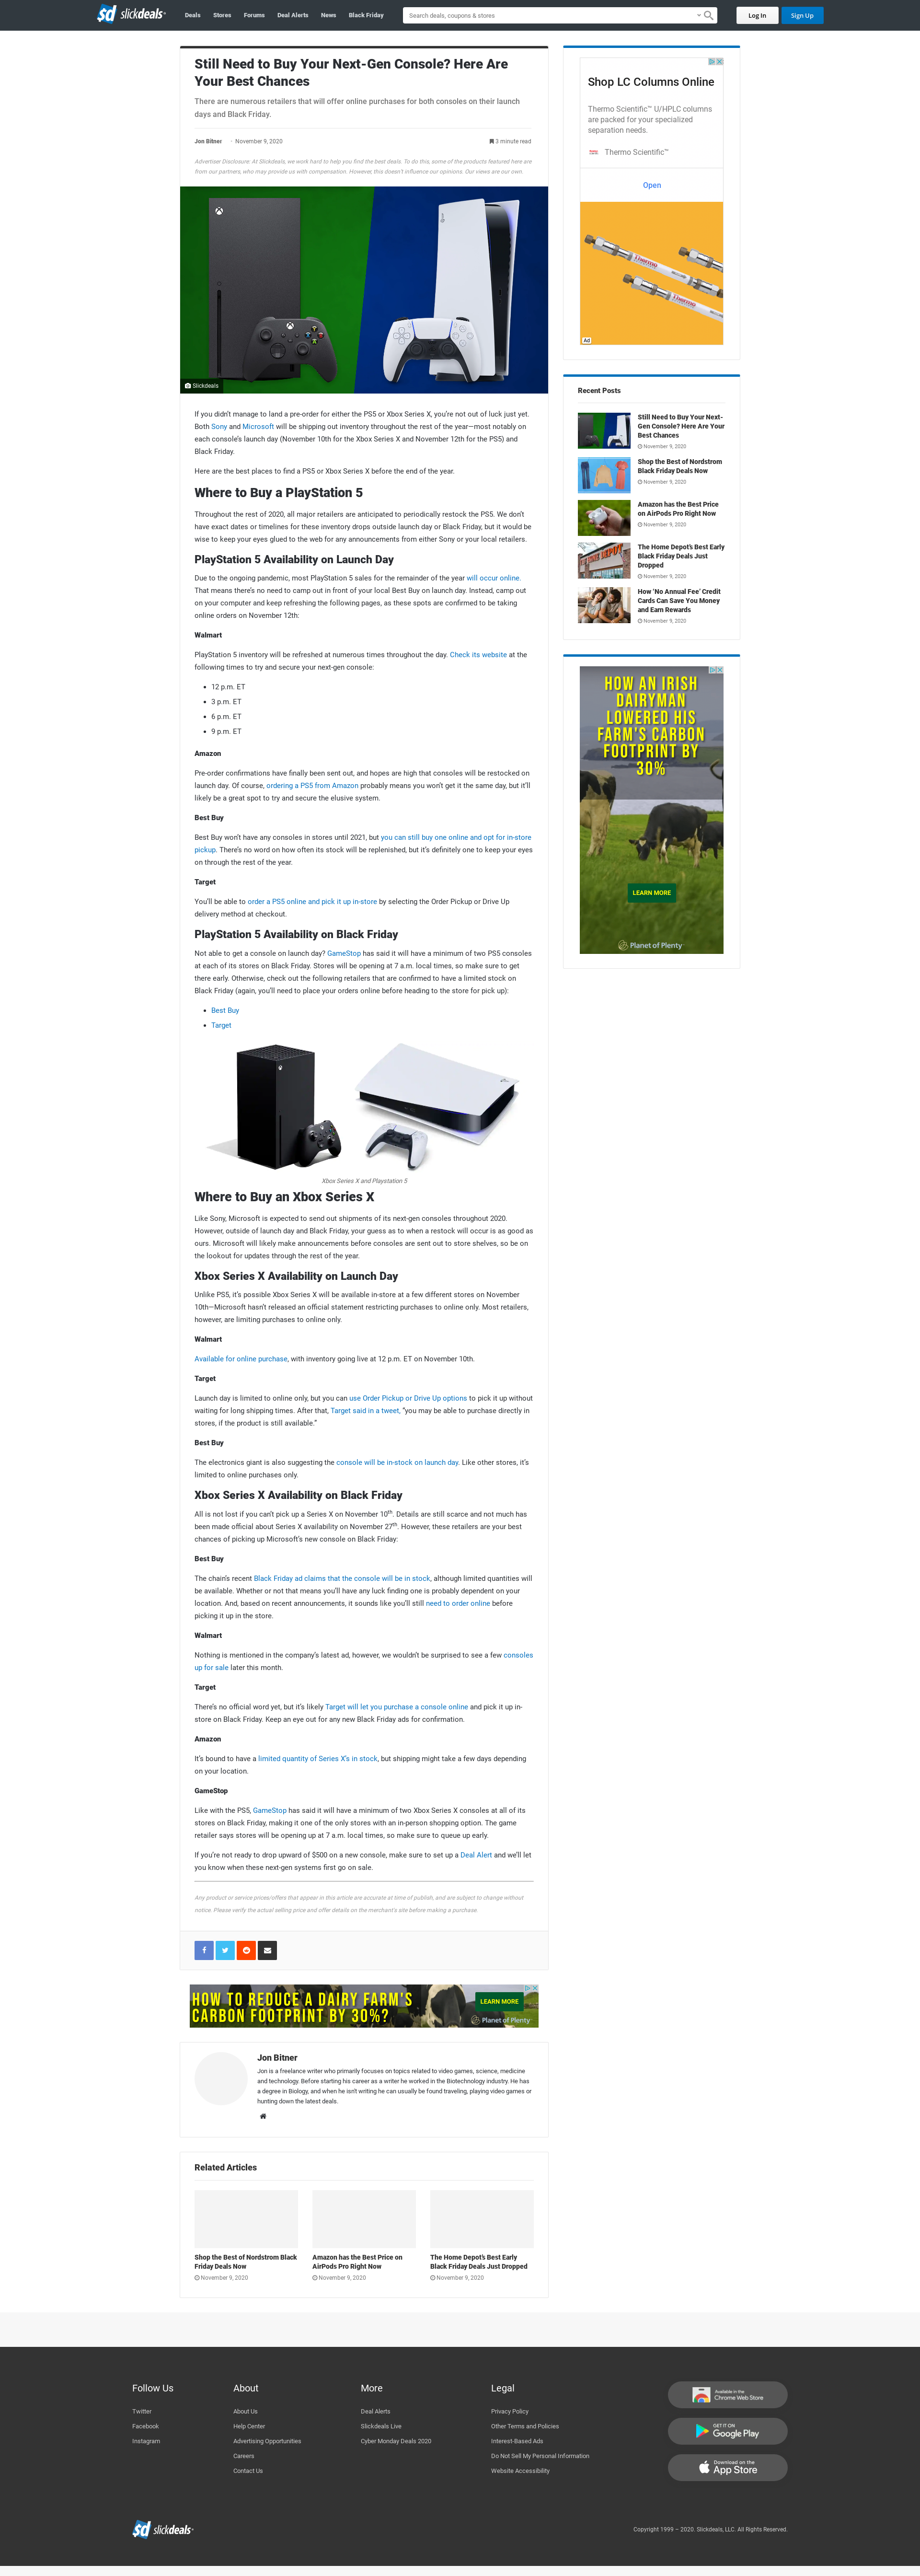 sd slickdeals
Deals Stores Forums Deal Alerts News Black Friday
Search deals, coupons & stores
Log In Sign Up
Still Need to Buy Your Next-Gen Console? Here Are
Your Best Chances
There are numerous retailers that will offer online purchases for both consoles on their launch
days and Black Friday.
Jon Bitner · November 9, 2020
3 minute read
Advertiser Disclosure: At Slickdeals, we work hard to help you find the best deals. To do this, some of the products featured here are
from our partners, who may provide us with compensation. However, this doesn't influence our opinions. Our views are our own.
Slickdeals
If you didn't manage to land a pre-order for either the PS5 or Xbox Series X, you're not out of luck just yet.
Both Sony and Microsoft will be shipping out inventory throughout the rest of the year—most notably on
each console's launch day (November 10th for the Xbox Series X and November 12th for the PS5) and
Black Friday.
Here are the best places to find a PS5 or Xbox Series X before the end of the year.
Where to Buy a PlayStation 5
Throughout the rest of 2020, all major retailers are anticipated to periodically restock the PS5. We don't
have exact dates or timelines for these inventory drops outside launch day or Black Friday, but it would be
wise to keep your eyes glued to the web for any announcements from either Sony or your local retailers.
PlayStation 5 Availability on Launch Day
Due to the ongoing pandemic, most PlayStation 5 sales for the remainder of the year will occur online.
That means there's no need to camp out in front of your local Best Buy on launch day. Instead, camp out
on your computer and keep refreshing the following pages, as these spots are confirmed to be taking
online orders on November 12th:
Walmart
PlayStation 5 inventory will be refreshed at numerous times throughout the day. Check its website at the
following times to try and secure your next-gen console:
• 12 p.m. ET
• 3 p.m. ET
• 6 p.m. ET
• 9 p.m. ET
Amazon
Pre-order confirmations have finally been sent out, and hopes are high that consoles will be restocked on
launch day. Of course, ordering a PS5 from Amazon probably means you won't get it the same day, but it'll
likely be a great spot to try and secure the elusive system.
Best Buy
Best Buy won't have any consoles in stores until 2021, but you can still buy one online and opt for in-store
pickup. There's no word on how often its stock will be replenished, but it's definitely one to keep your eyes
on through the rest of the year.
Target
You'll be able to order a PS5 online and pick it up in-store by selecting the Order Pickup or Drive Up
delivery method at checkout.
PlayStation 5 Availability on Black Friday
Not able to get a console on launch day? GameStop has said it will have a minimum of two PS5 consoles
at each of its stores on Black Friday. Stores will be opening at 7 a.m. local times, so make sure to get
there early. Otherwise, check out the following retailers that are confirmed to have a limited stock on
Black Friday (again, you'll need to place your orders online before heading to the store for pick up):
• Best Buy
• Target
Xbox Series X and Playstation 5
Where to Buy an Xbox Series X
Like Sony, Microsoft is expected to send out shipments of its next-gen consoles throughout 2020.
However, outside of launch day and Black Friday, your guess as to when a restock will occur is as good as
ours. Microsoft will likely make announcements before consoles are sent out to store shelves, so be on
the lookout for updates through the rest of the year.
Xbox Series X Availability on Launch Day
Unlike PS5, it's possible Xbox Series X will be available in-store at a few different stores on November
10th—Microsoft hasn't released an official statement restricting purchases to online only. Most retailers,
however, are limiting purchases to online only.
Walmart
Available for online purchase, with inventory going live at 12 p.m. ET on November 10th.
Target
Launch day is limited to online only, but you can use Order Pickup or Drive Up options to pick it up without
waiting for long shipping times. After that, Target said in a tweet, "you may be able to purchase directly in
stores, if the product is still available."
Best Buy
The electronics giant is also suggesting the console will be in-stock on launch day. Like other stores, it's
limited to online purchases only.
Xbox Series X Availability on Black Friday
All is not lost if you can't pick up a Series X on November 10th. Details are still scarce and not much has
been made official about Series X availability on November 27th. However, these retailers are your best
chances of picking up Microsoft's new console on Black Friday:
Best Buy
The chain's recent Black Friday ad claims that the console will be in stock, although limited quantities will
be available. Whether or not that means you'll have any luck finding one is probably dependent on your
location. And, based on recent announcements, it sounds like you'll still need to order online before
picking it up in the store.
Walmart
Nothing is mentioned in the company's latest ad, however, we wouldn't be surprised to see a few consoles
up for sale later this month.
Target
There's no official word yet, but it's likely Target will let you purchase a console online and pick it up in-
store on Black Friday. Keep an eye out for any new Black Friday ads for confirmation.
Amazon
It's bound to have a limited quantity of Series X's in stock, but shipping might take a few days depending
on your location.
GameStop
Like with the PS5, GameStop has said it will have a minimum of two Xbox Series X consoles at all of its
stores on Black Friday, making it one of the only stores with an in-person shopping option. The game
retailer says stores will be opening up at 7 a.m. local times, so make sure to queue up early.
If you're not ready to drop upward of $500 on a new console, make sure to set up a Deal Alert and we'll let
you know when these next-gen systems first go on sale.
Any product or service prices/offers that appear in this article are accurate at time of publish, and are subject to change without
notice. Please verify the actual selling price and offer details on the merchant's site before making a purchase.
HOW TO REDUCE A DAIRY FARM'S
CARBON FOOTPRINT BY 30%?
LEARN MORE
Planet of Plenty
Jon Bitner
Jon is a freelance writer who primarily focuses on topics related to video games, science, medicine
and technology. Before starting his career as a writer he worked in the Biotechnology industry. He has
a degree in Biology, and when he isn't writing he can usually be found traveling, playing video games or
hunting down the latest deals.
Related Articles
Shop the Best of Nordstrom Black
Friday Deals Now
November 9, 2020
Amazon has the Best Price on
AirPods Pro Right Now
November 9, 2020
The Home Depot's Best Early
Black Friday Deals Just Dropped
November 9, 2020
Shop LC Columns Online
Thermo Scientific™ U/HPLC columns
are packed for your specialized
separation needs.
Thermo Scientific™
Open
Thermo
Ad
Recent Posts
Still Need to Buy Your Next-
Gen Console? Here Are Your
Best Chances
November 9, 2020
Shop the Best of Nordstrom
Black Friday Deals Now
November 9, 2020
Amazon has the Best Price
on AirPods Pro Right Now
November 9, 2020
The Home Depot's Best Early
Black Friday Deals Just
Dropped
November 9, 2020
How 'No Annual Fee' Credit
Cards Can Save You Money
and Earn Rewards
November 9, 2020
HOW AN IRISH
DAIRYMAN
LOWERED HIS
FARM'S CARBON
FOOTPRINT BY
30%
LEARN MORE
Planet of Plenty
Follow Us
Twitter
Facebook
Instagram
About
About Us
Help Center
Advertising Opportunities
Careers
Contact Us
More
Deal Alerts
Slickdeals Live
Cyber Monday Deals 2020
Legal
Privacy Policy
Other Terms and Policies
Interest-Based Ads
Do Not Sell My Personal Information
Website Accessibility
Available in the
Chrome Web Store
GET IT ON
Google Play
Download on the
App Store
sd slickdeals
Copyright 1999 – 2020. Slickdeals, LLC. All Rights Reserved.